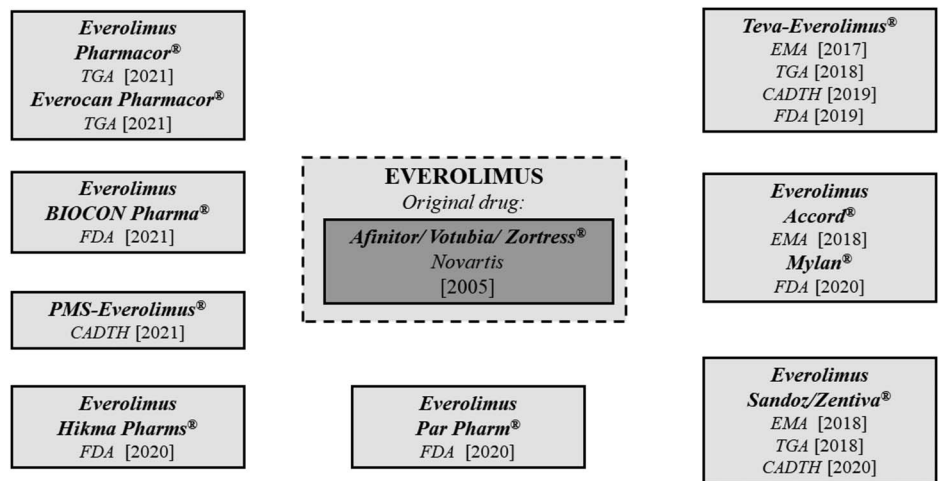 Everolimus
Pharmacor®
TGA [2021]
Everocan Pharmacor®
TGA [2021]
Everolimus
BIOCON Pharma®
FDA [2021]
PMS-Everolimus®
CADTH [2021]
Everolimus
Hikma Pharms®
FDA [2020]
EVEROLIMUS
Original drug:
Afinitor/ Votubia/ Zortress®
Novartis
[2005]
Everolimus
Par Pharm®
FDA [2020]
Teva-Everolimus®
EMA [2017]
TGA [2018]
CADTH [2019]
FDA [2019]
Everolimus
Accord®
EMA [2018]
Mylan®
FDA [2020]
Everolimus
Sandoz/Zentiva®
EMA [2018]
TGA [2018]
CADTH [2020]